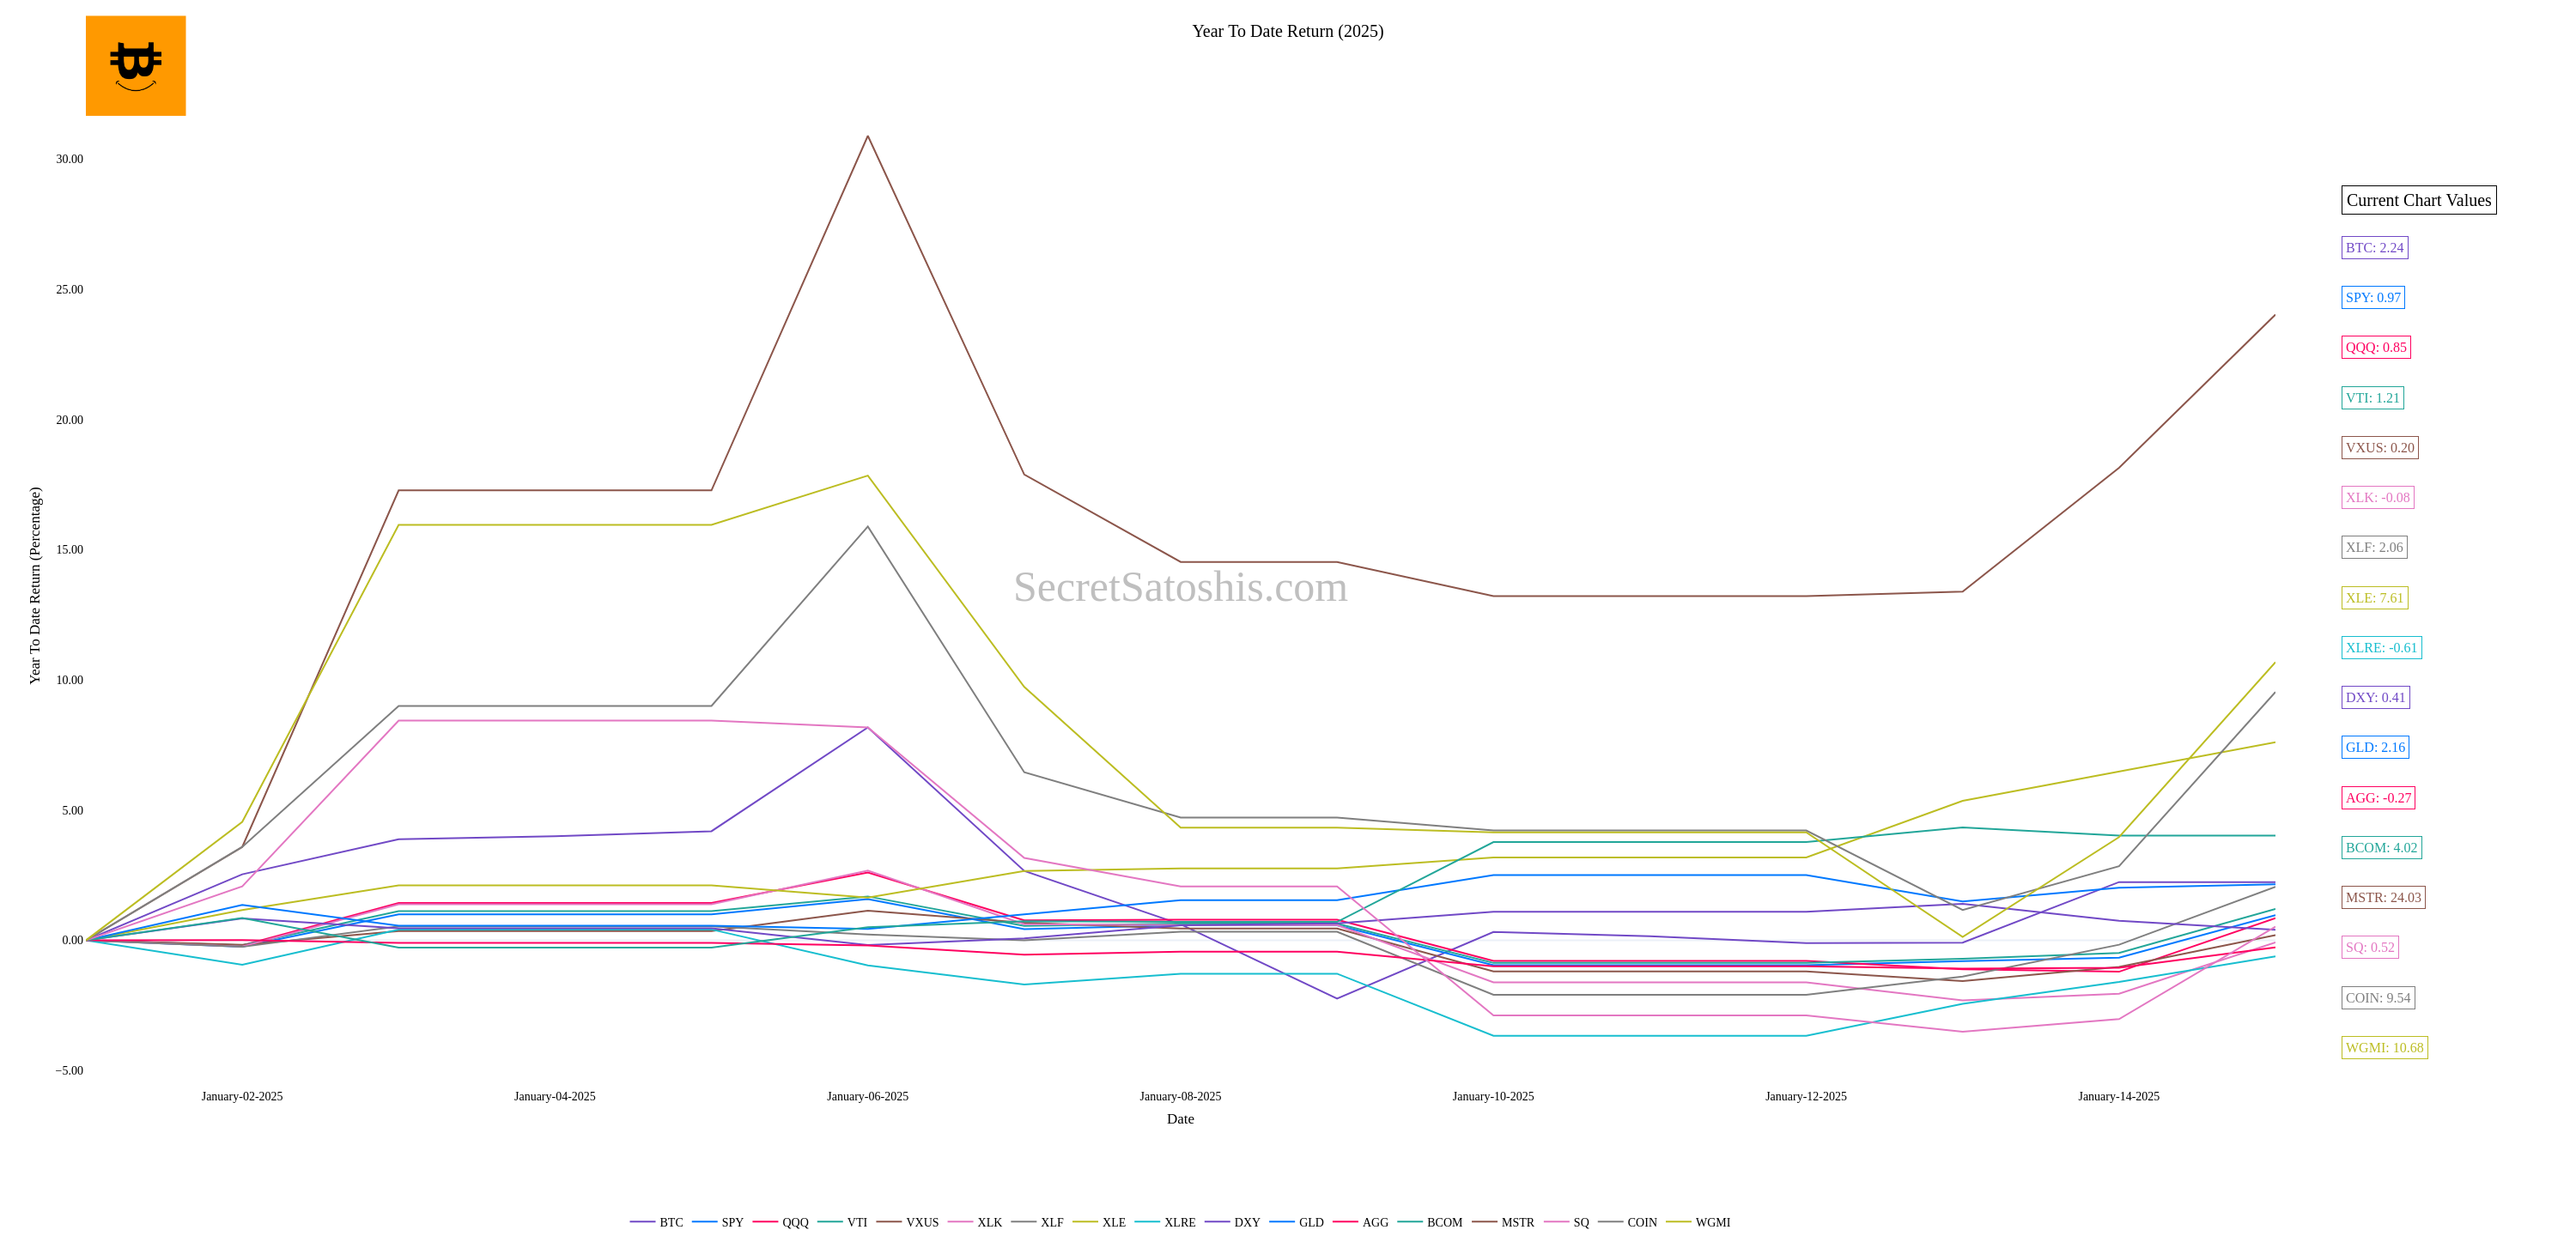 Year To Date Return (2025)
30.00
25.00
20.00
15.00
10.00
5.00
0.00
−5.00
Year To Date Return (Percentage)
SecretSatoshis.com
January-02-2025
January-04-2025
January-06-2025
January-08-2025
January-10-2025
January-12-2025
January-14-2025
Date
Current Chart Values
BTC: 2.24
SPY: 0.97
QQQ: 0.85
VTI: 1.21
VXUS: 0.20
XLK: -0.08
XLF: 2.06
XLE: 7.61
XLRE: -0.61
DXY: 0.41
GLD: 2.16
AGG: -0.27
BCOM: 4.02
MSTR: 24.03
SQ: 0.52
COIN: 9.54
WGMI: 10.68
BTC SPY QQQ VTI VXUS XLK XLF XLE XLRE DXY GLD AGG BCOM MSTR SQ COIN WGMI